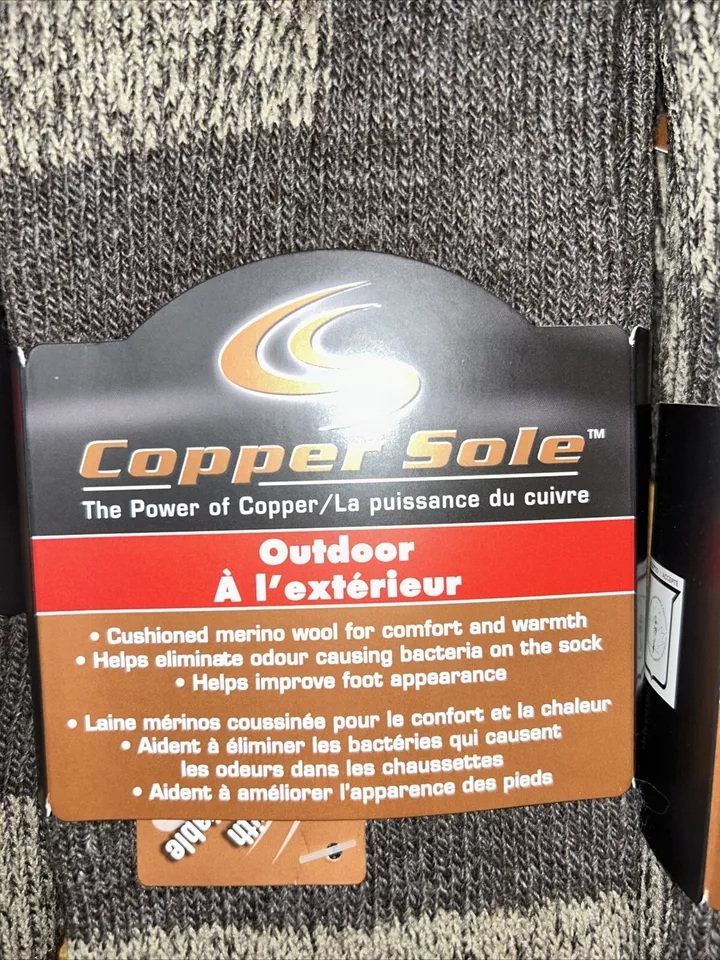 Copper Sole™
The Power of Copper/La puissance du cuivre
Outdoor
À l'extérieur
• Cushioned merino wool for comfort and warmth
• Helps eliminate odour causing bacteria on the sock
• Helps improve foot appearance
• Laine mérinos coussinée pour le confort et la chaleur
• Aident à éliminer les bactéries qui causent
les odeurs dans les chaussettes
• Aident à améliorer l'apparence des pieds